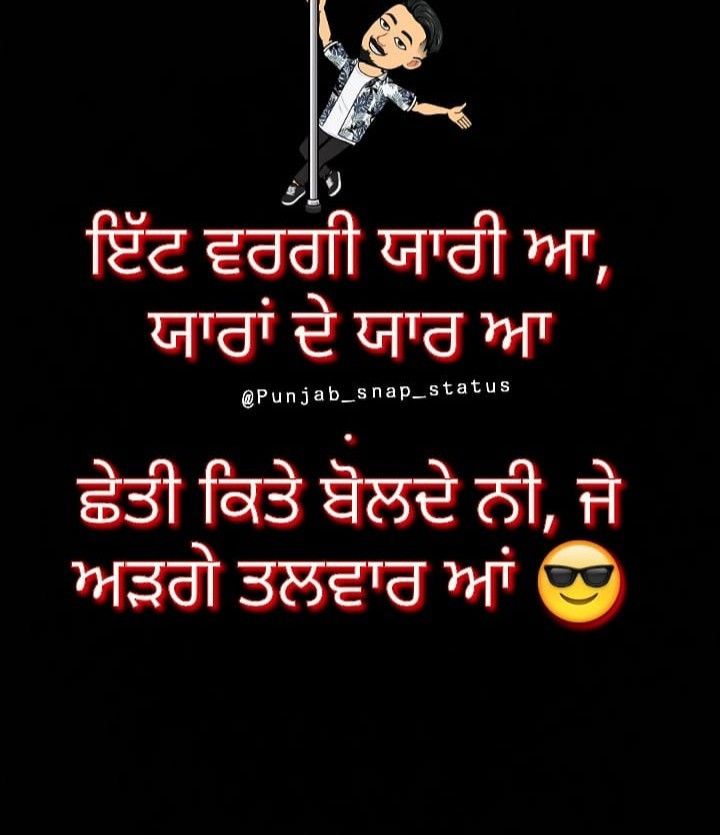 ਇੱਟ ਵਰਗੀ ਯਾਰੀ ਆ,
ਯਾਰਾਂ ਦੇ ਯਾਰ ਆ
@Punjab_snap_status
.
ਛੇਤੀ ਕਿਤੇ ਬੋਲਦੇ ਨੀ, ਜੇ
ਅੜਗੇ ਤਲਵਾਰ ਆਂ 😎